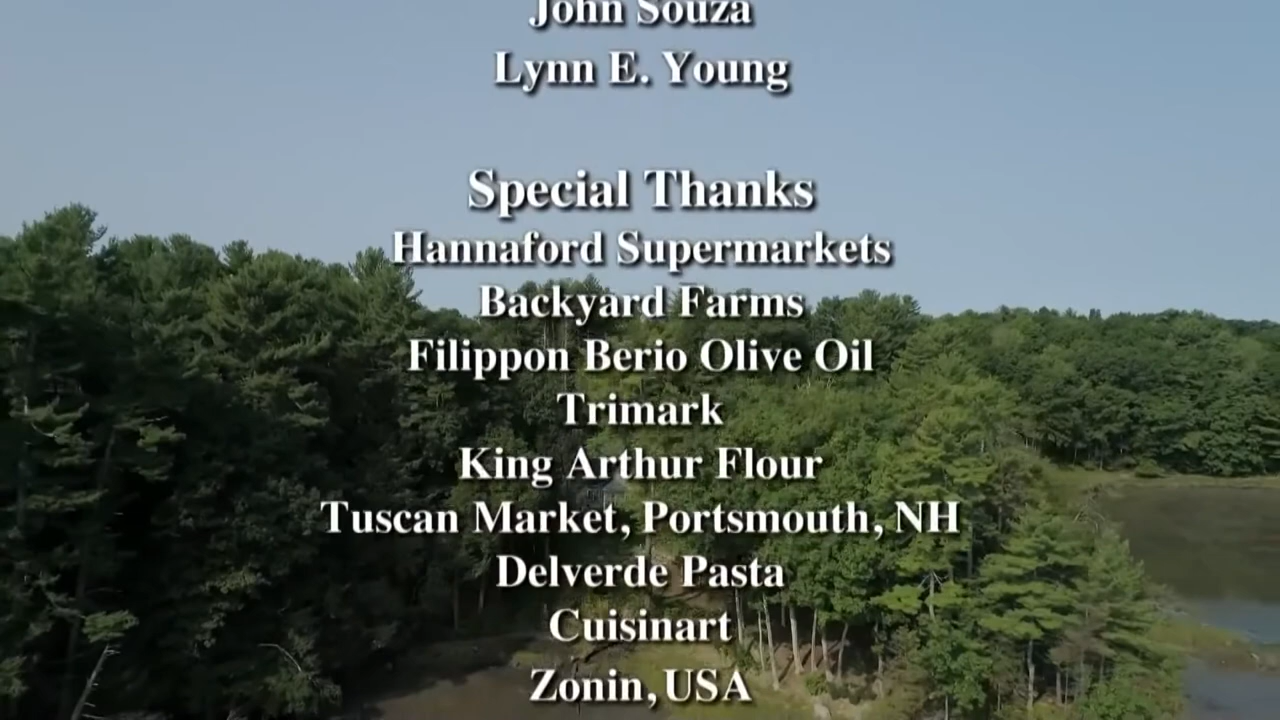 John Souza
Lynn E. Young
Special Thanks
Hannaford Supermarkets
Backyard Farms
Filippon Berio Olive Oil
Trimark
King Arthur Flour
Tuscan Market, Portsmouth, NH
Delverde Pasta
Cuisinart
Zonin, USA